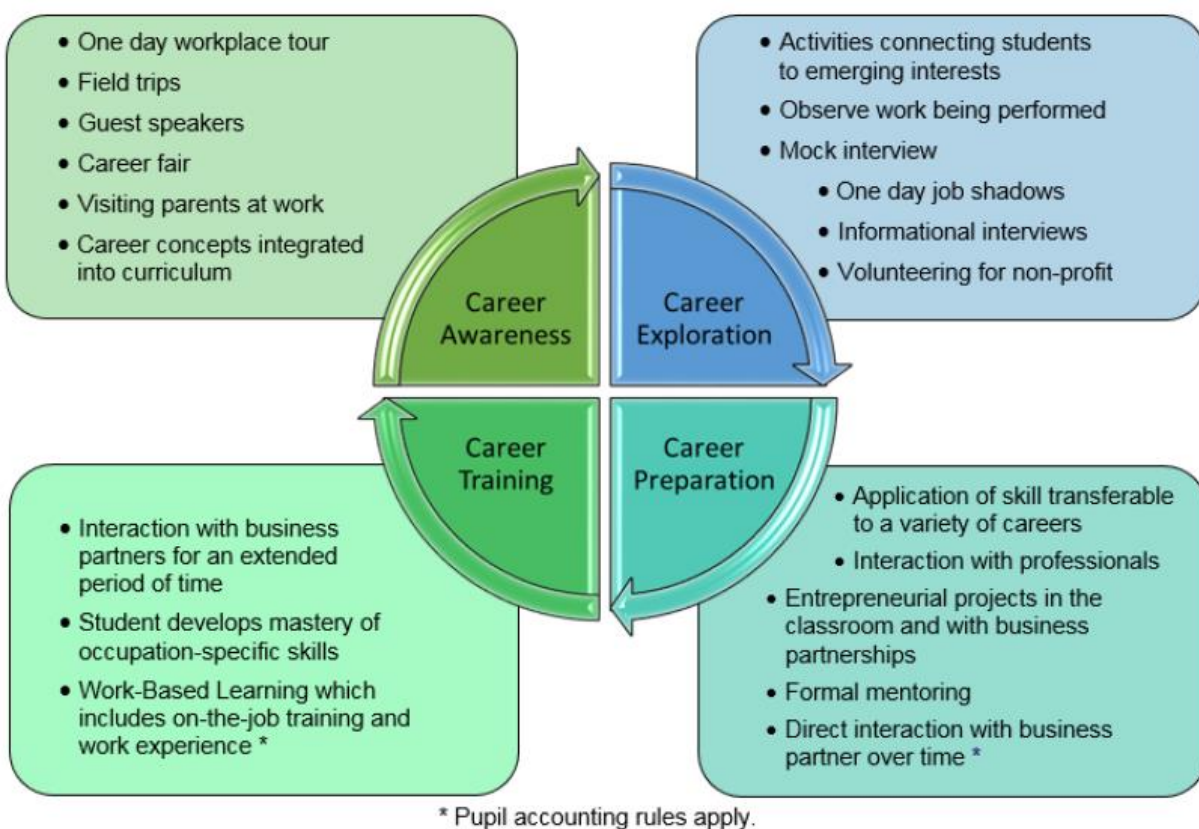 • One day workplace tour
• Field trips
• Guest speakers
• Career fair
• Visiting parents at work
• Career concepts integrated
into curriculum
• Activities connecting students
to emerging interests
• Observe work being performed
• Mock interview
• One day job shadows
• Informational interviews
• Volunteering for non-profit
Career
Awareness
Career
Exploration
Career
Training
Career
Preparation
• Interaction with business
partners for an extended
period of time
• Student develops mastery of
occupation-specific skills
• Work-Based Learning which
includes on-the-job training and
work experience *
• Application of skill transferable
to a variety of careers
• Interaction with professionals
• Entrepreneurial projects in the
classroom and with business
partnerships
• Formal mentoring
• Direct interaction with business
partner over time *
* Pupil accounting rules apply.